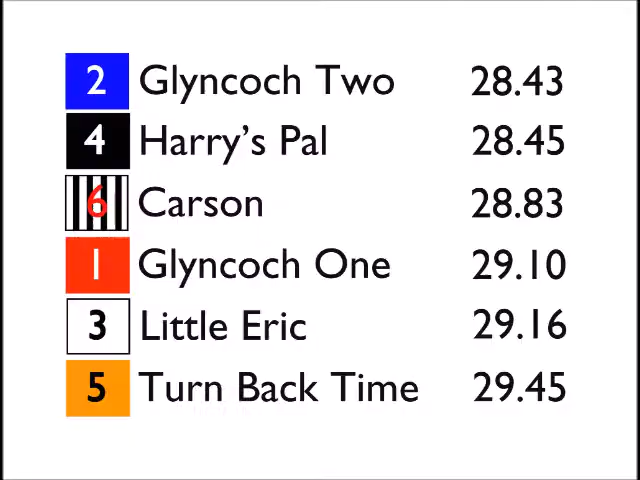 2 Glyncoch Two 28.43
4 Harry's Pal 28.45
6 Carson 28.83
1 Glyncoch One 29.10
3 Little Eric 29.16
5 Turn Back Time 29.45